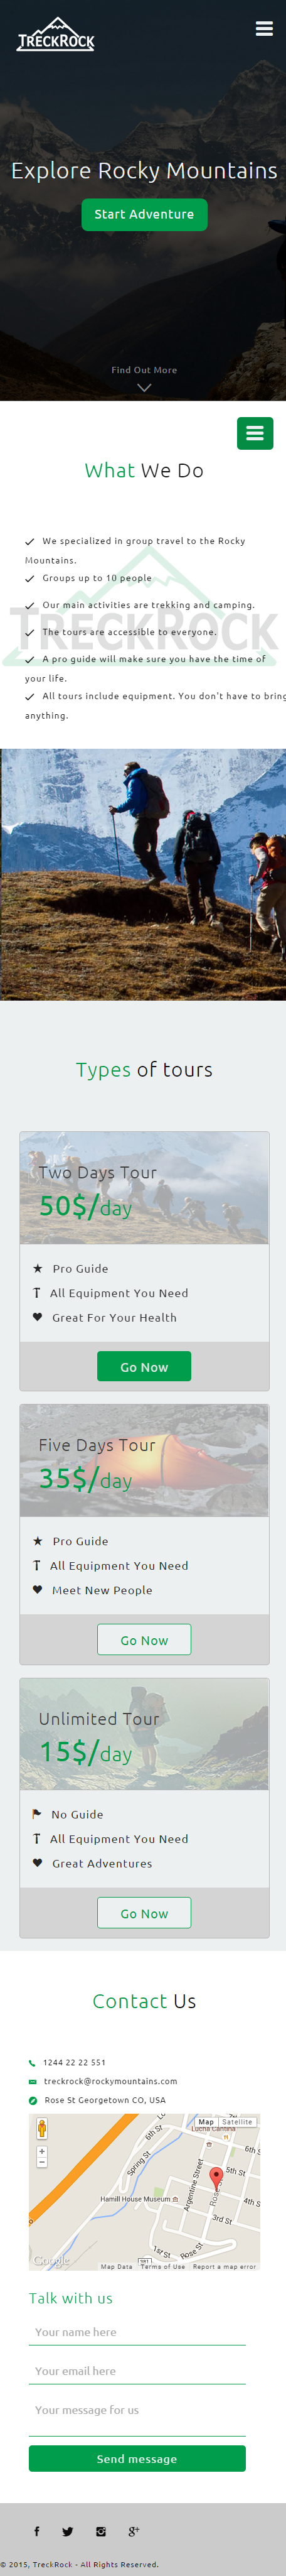 TRECKROCK
Explore Rocky Mountains
Start Adventure
Find Out More
What We Do
TRECKROCK
We specialized in group travel to the Rocky
Mountains.
Groups up to 10 people
Our main activities are trekking and camping.
The tours are accessible to everyone.
A pro guide will make sure you have the time of
your life.
All tours include equipment. You don't have to bring
anything.
Types of tours
Two Days Tour
50$/day
Pro Guide
All Equipment You Need
Great For Your Health
Go Now
Five Days Tour
35$/day
Pro Guide
All Equipment You Need
Meet New People
Go Now
Unlimited Tour
15$/day
No Guide
All Equipment You Need
Great Adventures
Go Now
Contact Us
1244 22 22 551
treckrock@rockymountains.com
Rose St Georgetown CO, USA
Map Satellite
Lucha Cantina
6th St
Spring St
Argentine Street
5th St
4th St
Hamill House Museum
Rose
3rd St
1st St
Rose St
Google
Map Data Terms of Use Report a map error
Talk with us
Your name here
Your email here
Your message for us
Send message
© 2015, TreckRock - All Rights Reserved.